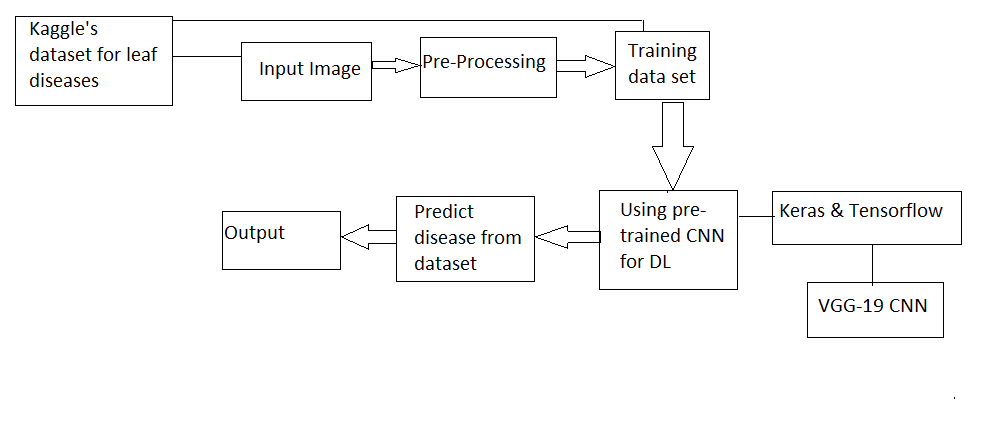 Kaggle's
dataset for leaf
diseases
Input Image
Pre-Processing
Training
data set
Using pre-
trained CNN
for DL
Keras & Tensorflow
VGG-19 CNN
Predict
disease from
dataset
Output